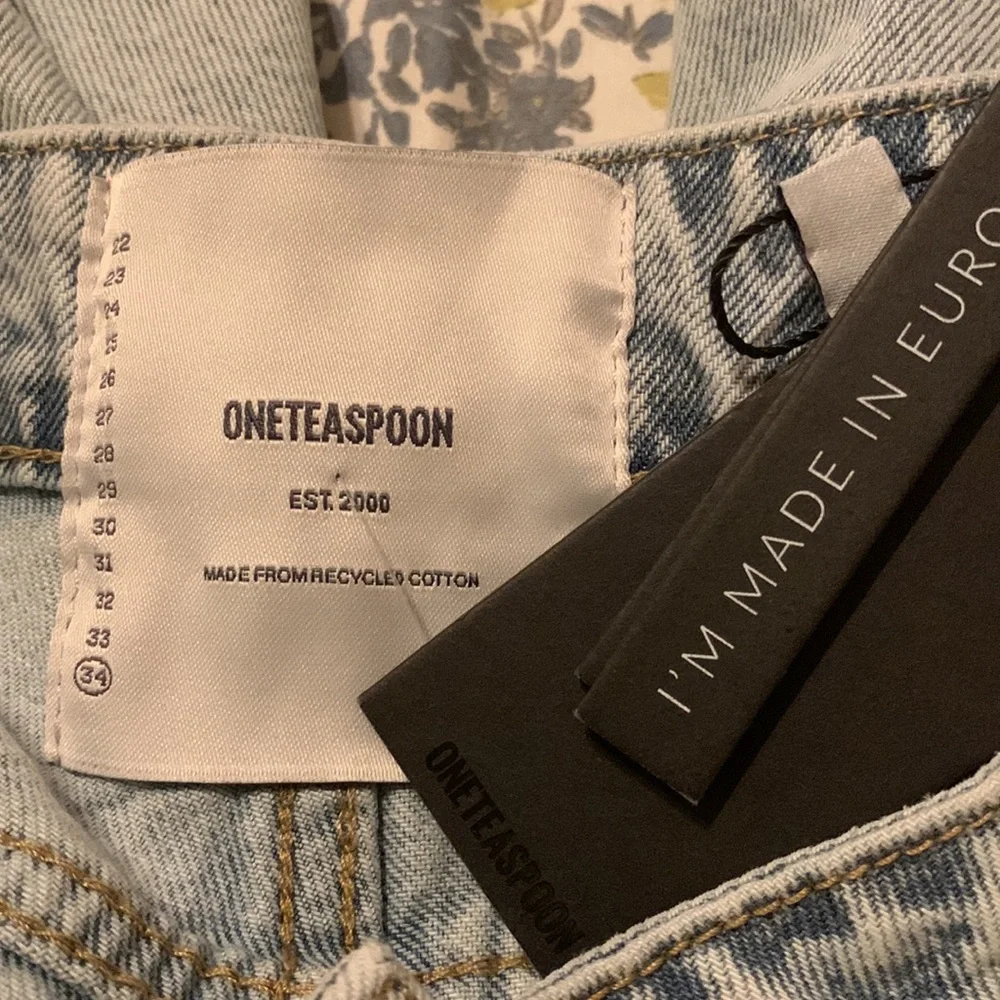 22
23
24
25
26
27
28
29
30
31
32
33
34
ONETEASPOON
EST. 2000
MADE FROM RECYCLED COTTON
I'M MADE IN EURO
ONETEASPOON